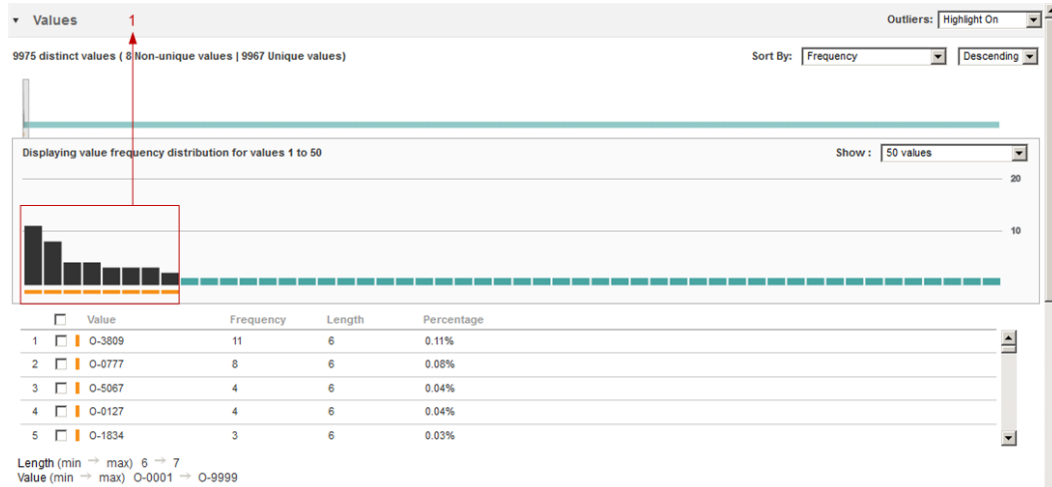 Values 1 Outliers: Highlight On
9975 distinct values ( 8 Non-unique values | 9967 Unique values) Sort By: Frequency Descending
Displaying value frequency distribution for values 1 to 50 Show : 50 values
20
10
Value Frequency Length Percentage
1 O-3809 11 6 0.11%
2 O-0777 8 6 0.08%
3 O-5067 4 6 0.04%
4 O-0127 4 6 0.04%
5 O-1834 3 6 0.03%
Length (min → max) 6 → 7
Value (min → max) O-0001 → O-9999